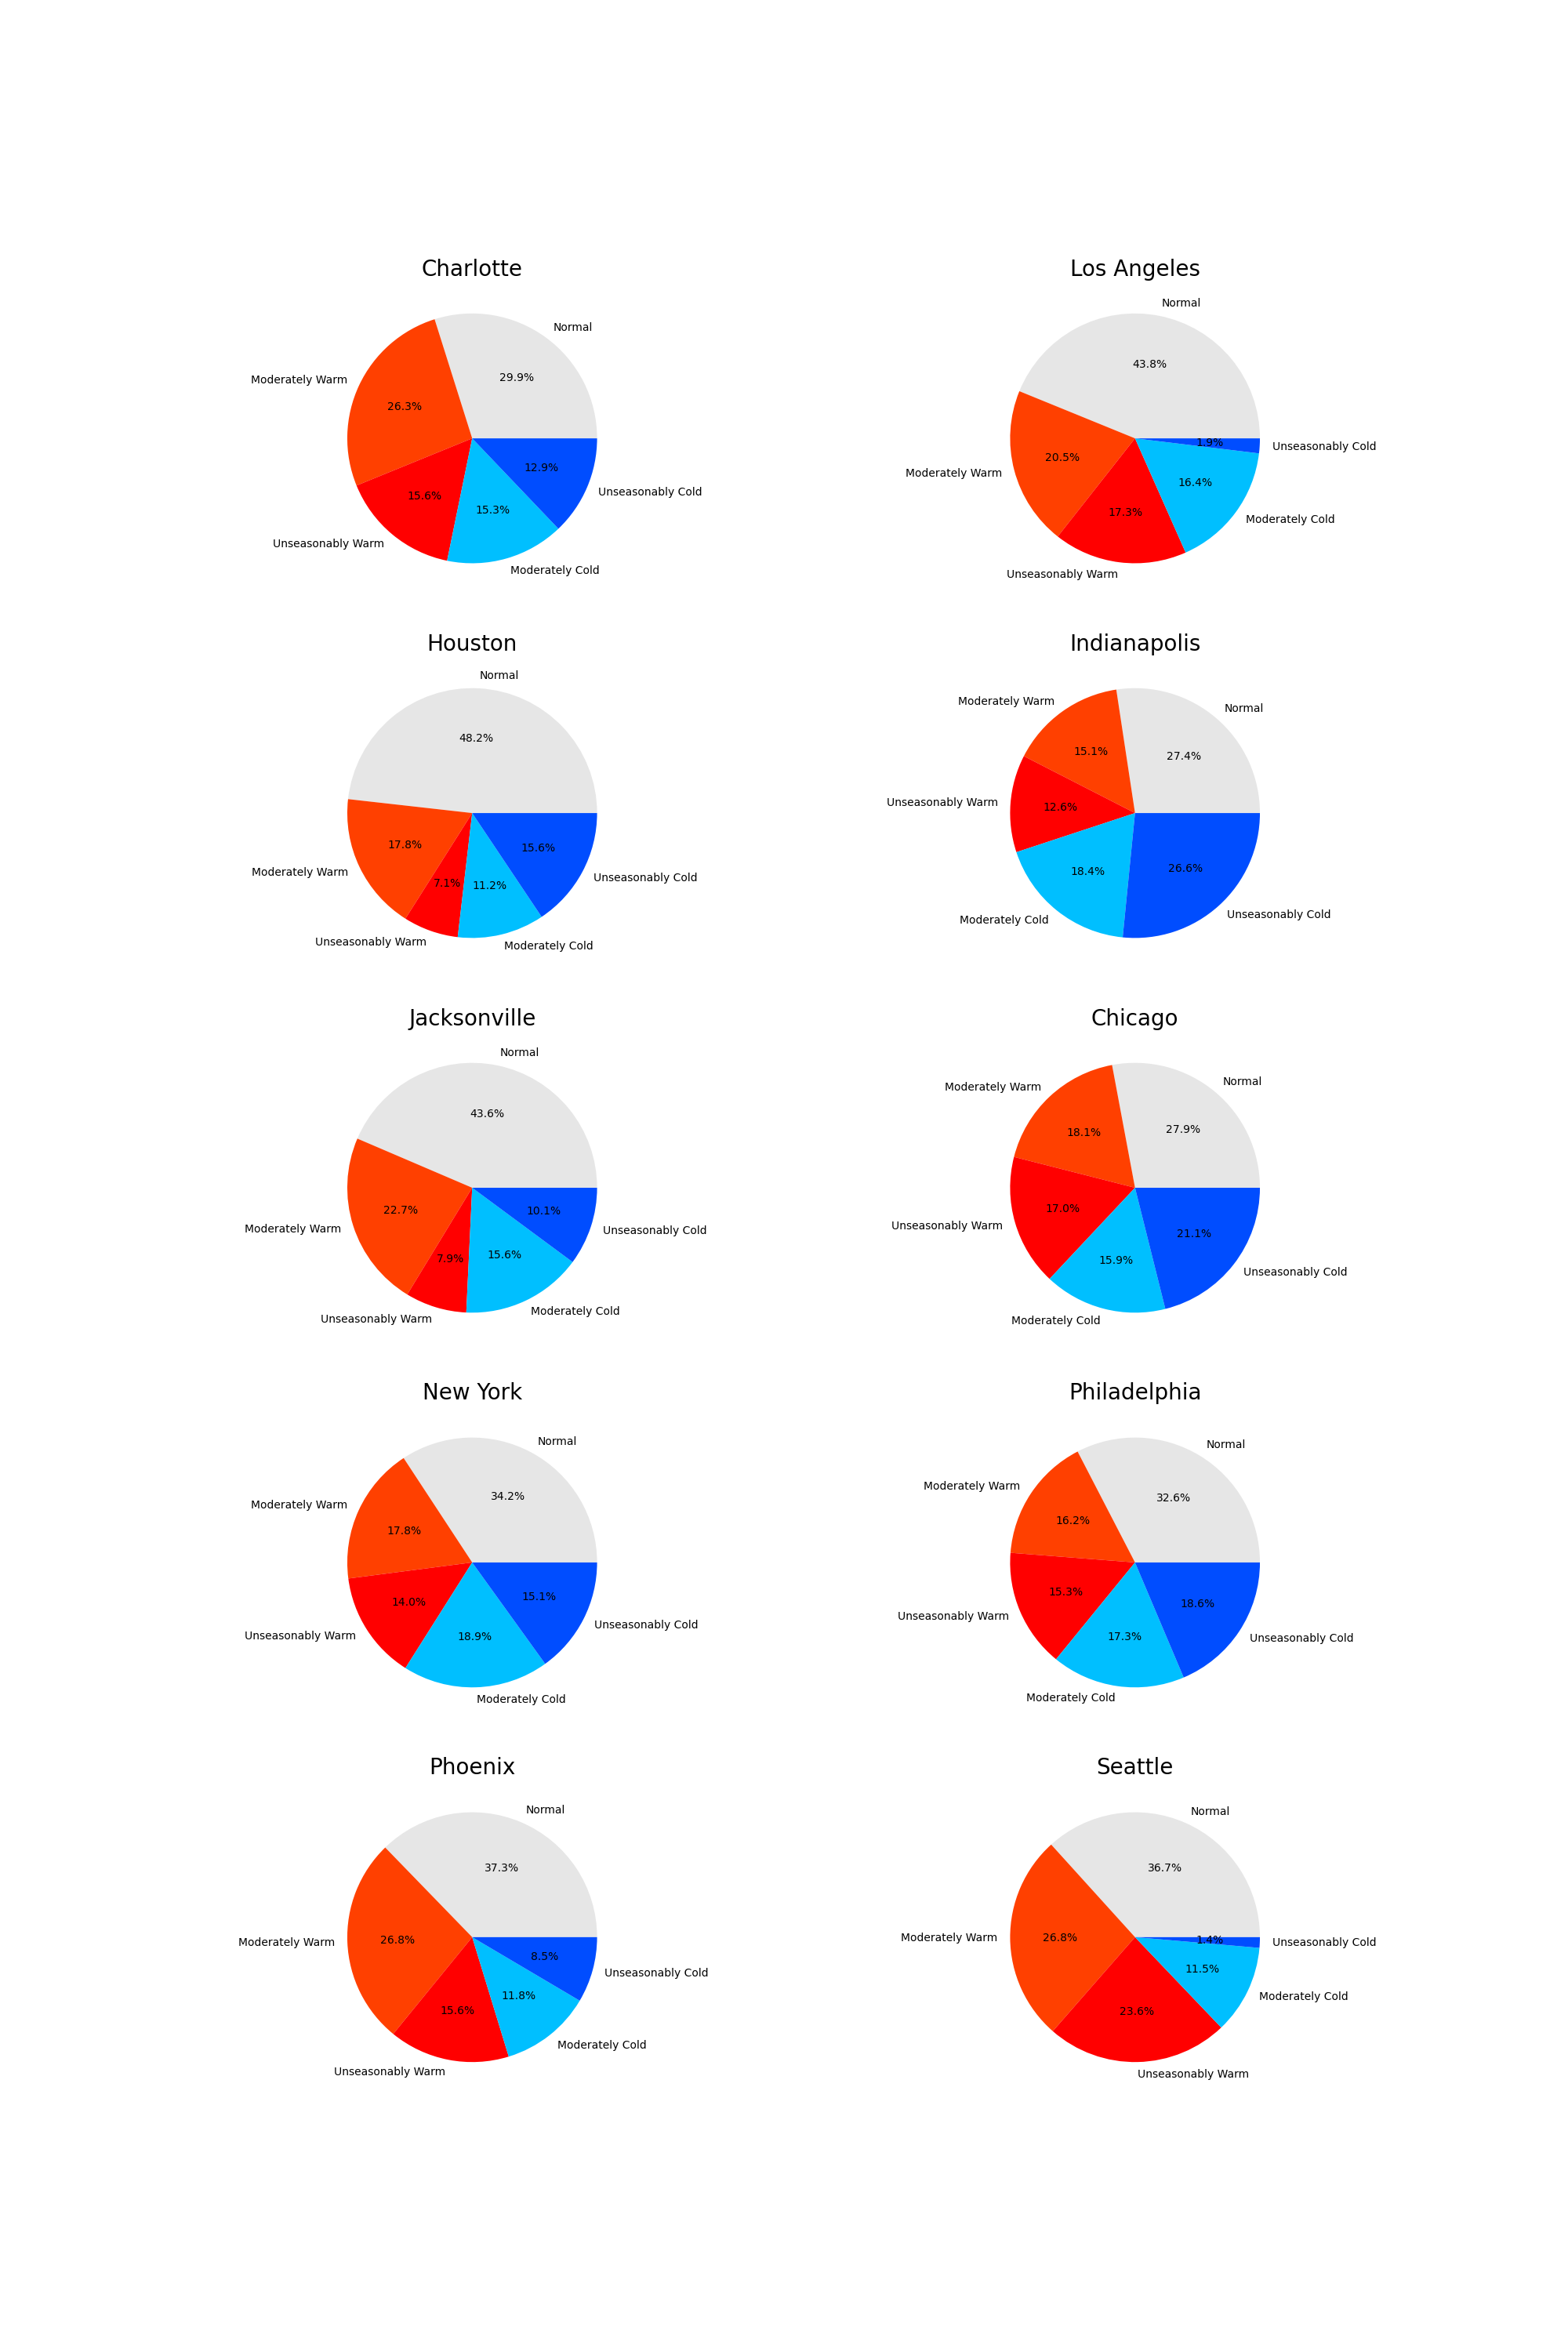 Charlotte
Normal
29.9%
Moderately Warm
26.3%
Unseasonably Warm
15.6%
Moderately Cold
15.3%
Unseasonably Cold
12.9%
Los Angeles
Normal
43.8%
Moderately Warm
20.5%
Unseasonably Warm
17.3%
Moderately Cold
16.4%
Unseasonably Cold
1.9%
Houston
Normal
48.2%
Moderately Warm
17.8%
Unseasonably Warm
7.1%
Moderately Cold
11.2%
Unseasonably Cold
15.6%
Indianapolis
Normal
27.4%
Moderately Warm
15.1%
Unseasonably Warm
12.6%
Moderately Cold
18.4%
Unseasonably Cold
26.6%
Jacksonville
Normal
43.6%
Moderately Warm
22.7%
Unseasonably Warm
7.9%
Moderately Cold
15.6%
Unseasonably Cold
10.1%
Chicago
Normal
27.9%
Moderately Warm
18.1%
Unseasonably Warm
17.0%
Moderately Cold
15.9%
Unseasonably Cold
21.1%
New York
Normal
34.2%
Moderately Warm
17.8%
Unseasonably Warm
14.0%
Moderately Cold
18.9%
Unseasonably Cold
15.1%
Philadelphia
Normal
32.6%
Moderately Warm
16.2%
Unseasonably Warm
15.3%
Moderately Cold
17.3%
Unseasonably Cold
18.6%
Phoenix
Normal
37.3%
Moderately Warm
26.8%
Unseasonably Warm
15.6%
Moderately Cold
11.8%
Unseasonably Cold
8.5%
Seattle
Normal
36.7%
Moderately Warm
26.8%
Unseasonably Warm
23.6%
Moderately Cold
11.5%
Unseasonably Cold
1.4%